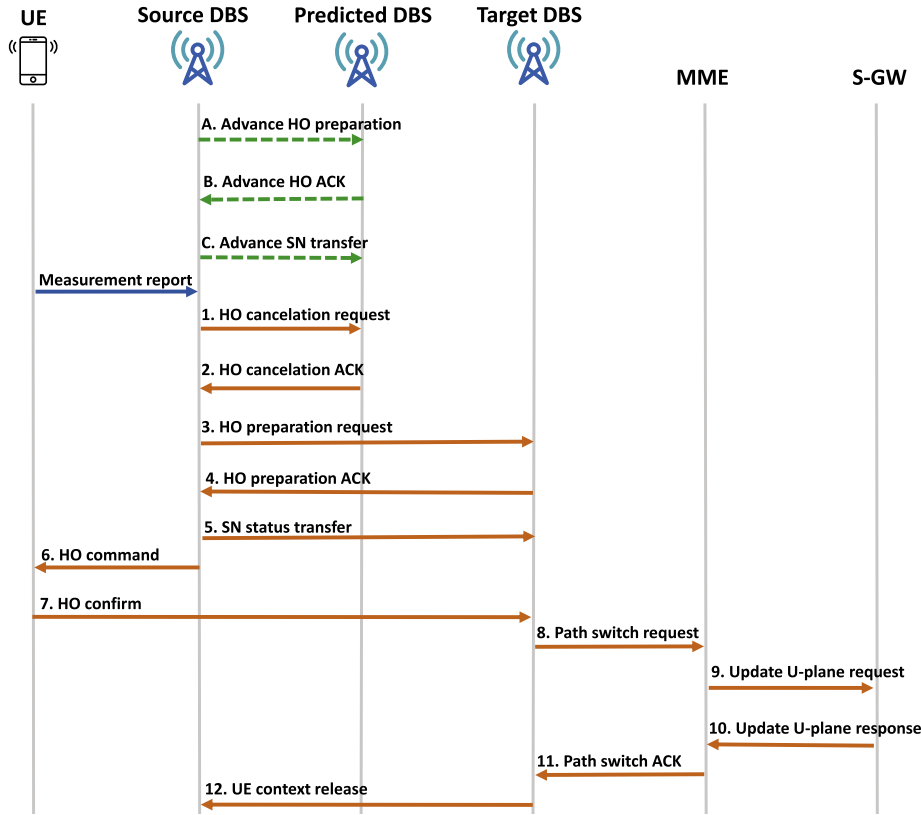 UE
Source DBS
Predicted DBS
Target DBS
MME
S-GW
A. Advance HO preparation
B. Advance HO ACK
C. Advance SN transfer
Measurement report
1. HO cancelation request
2. HO cancelation ACK
3. HO preparation request
4. HO preparation ACK
5. SN status transfer
6. HO command
7. HO confirm
8. Path switch request
9. Update U-plane request
10. Update U-plane response
11. Path switch ACK
12. UE context release